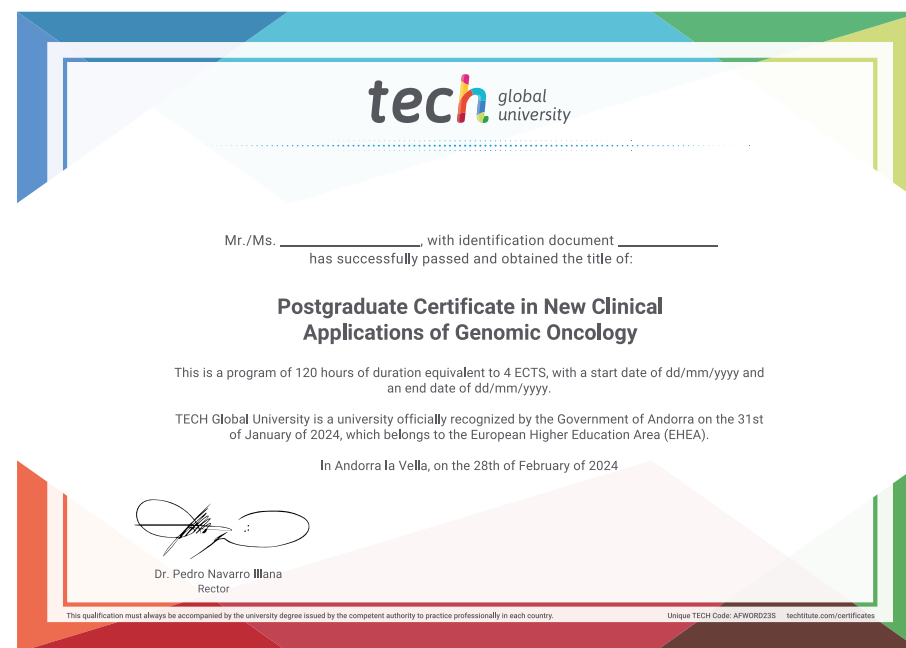 tech global university
Mr./Ms. ____________________, with identification document ______________
has successfully passed and obtained the title of:
Postgraduate Certificate in New Clinical
Applications of Genomic Oncology
This is a program of 120 hours of duration equivalent to 4 ECTS, with a start date of dd/mm/yyyy and
an end date of dd/mm/yyyy.
TECH Global University is a university officially recognized by the Government of Andorra on the 31st
of January of 2024, which belongs to the European Higher Education Area (EHEA).
In Andorra la Vella, on the 28th of February of 2024
Dr. Pedro Navarro Illana
Rector
This qualification must always be accompanied by the university degree issued by the competent authority to practice professionally in each country.
Unique TECH Code: AFWORD23S techtitute.com/certificates